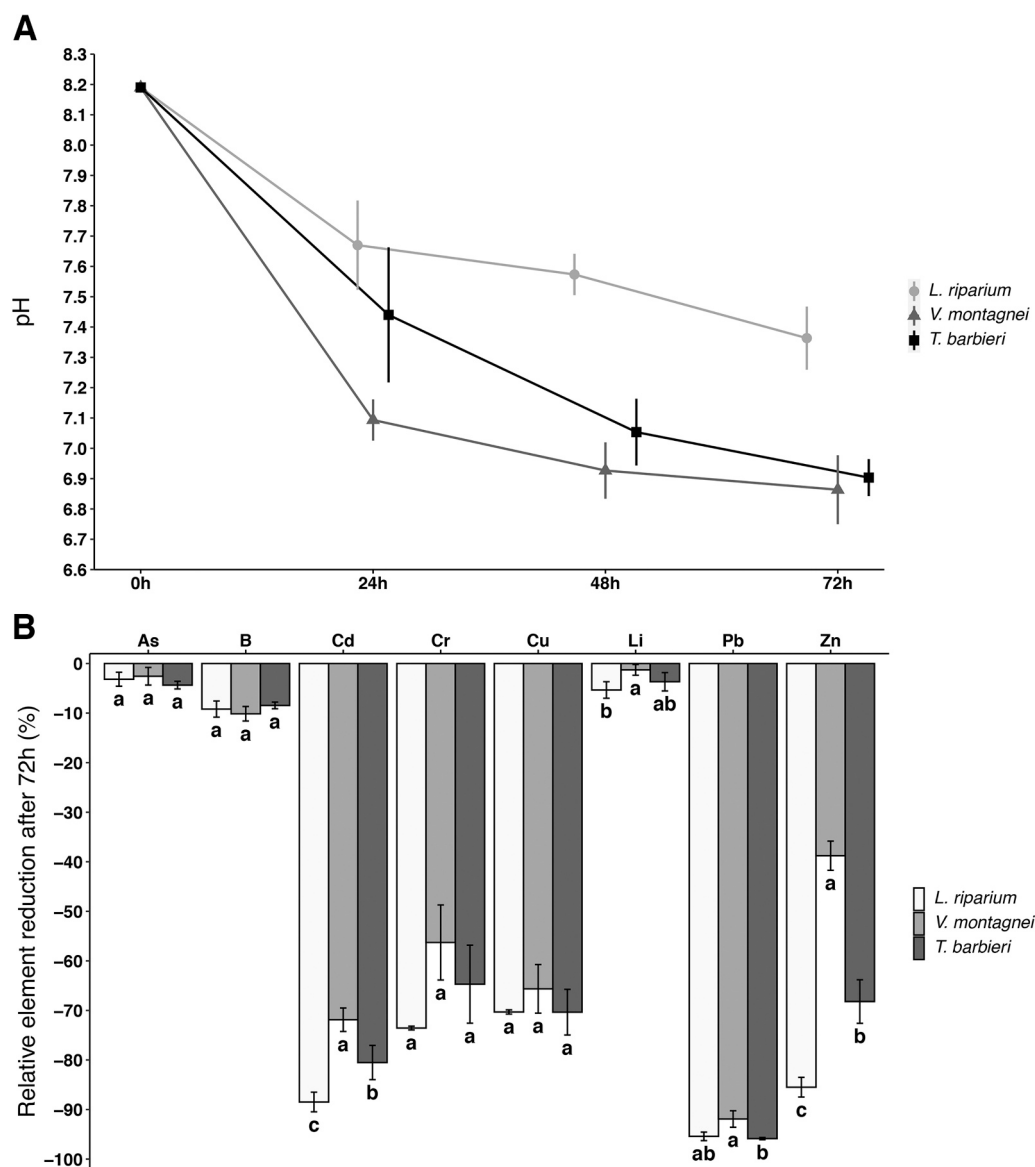 A
8.3
8.2
8.1
8.0
7.9
7.8
7.7
7.6
7.5
7.4
7.3
7.2
7.1
7.0
6.9
6.8
6.7
6.6
pH
0h 24h 48h 72h
L. riparium
V. montagnei
T. barbieri
B
As B Cd Cr Cu Li Pb Zn
0
−10
−20
−30
−40
−50
−60
−70
−80
−90
−100
Relative element reduction after 72h (%)
a a a
a a a
c a b
a a a
a a a
b a ab
ab a b
c a b
L. riparium
V. montagnei
T. barbieri